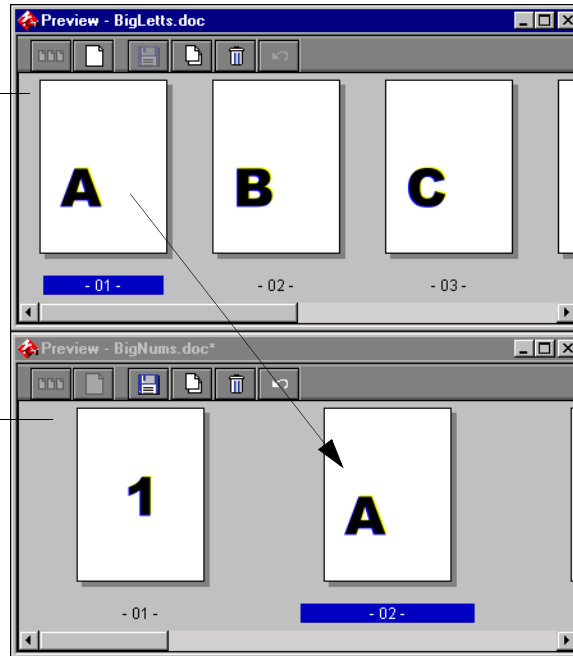 Preview - BigLetts.doc
A B C
- 01 - - 02 - - 03 -
Preview - BigNums.doc*
1 A
- 01 - - 02 -